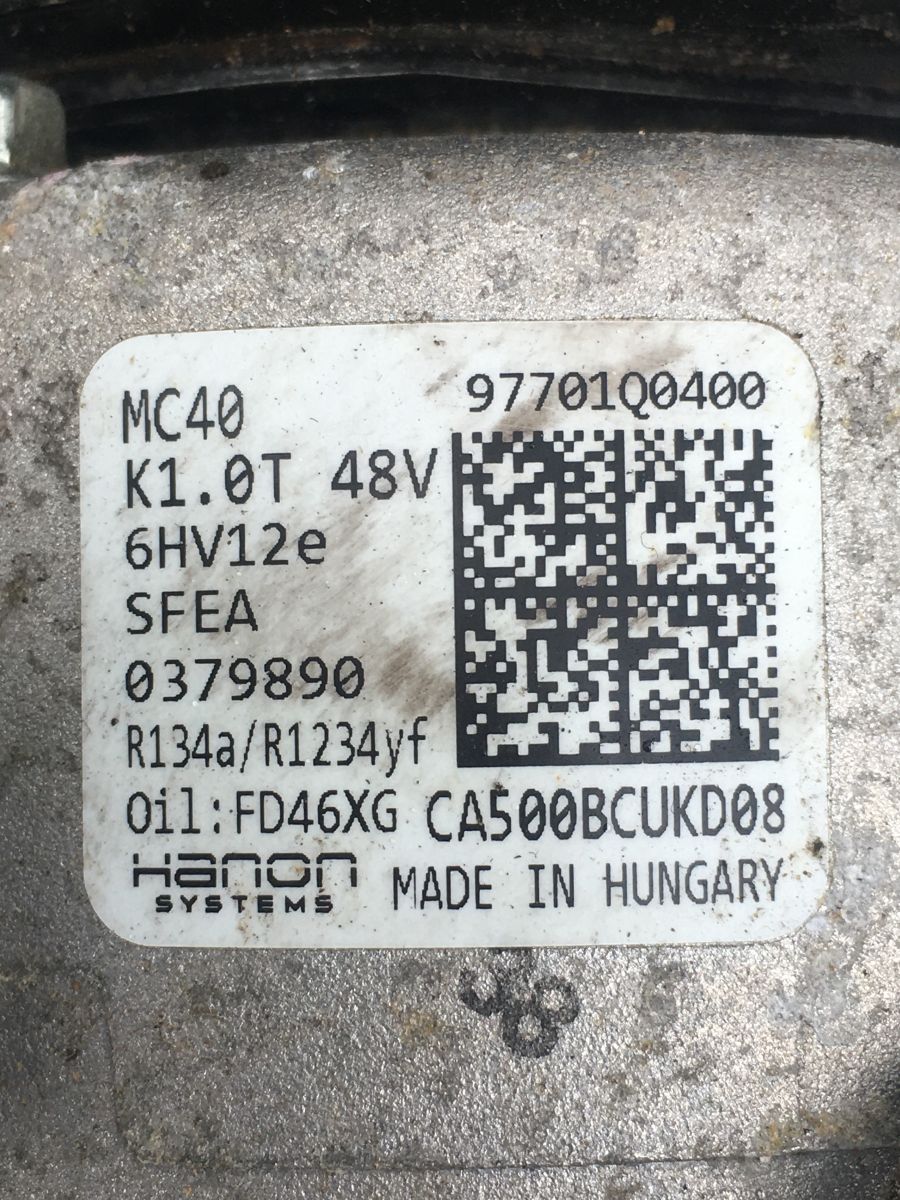 97701Q0400
MC40
K1.0T 48V
6HV12e
SFEA
0379890
R134a/R1234yf
Oil:FD46XG CA500BCUKD08
Hanon
SYSTEMS
MADE IN HUNGARY